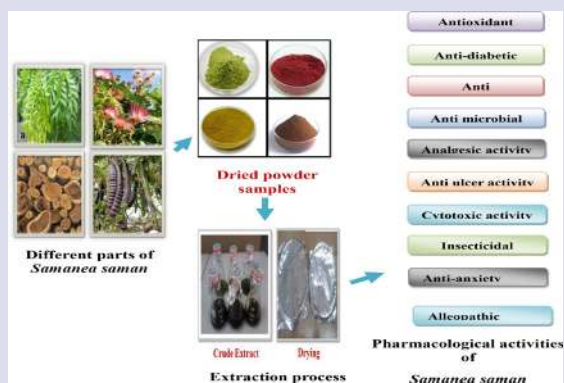 a
Different parts of
Samanea saman
Dried powder
samples
Crude Extract
Drying
Extraction process
Antioxidant
Anti-diabetic
Anti
Anti microbial
Analgesic activity
Anti ulcer activity
Cytotoxic activity
Insecticidal
Anti-anxiety
Alleopathic
Pharmacological activities
of
Samanea saman